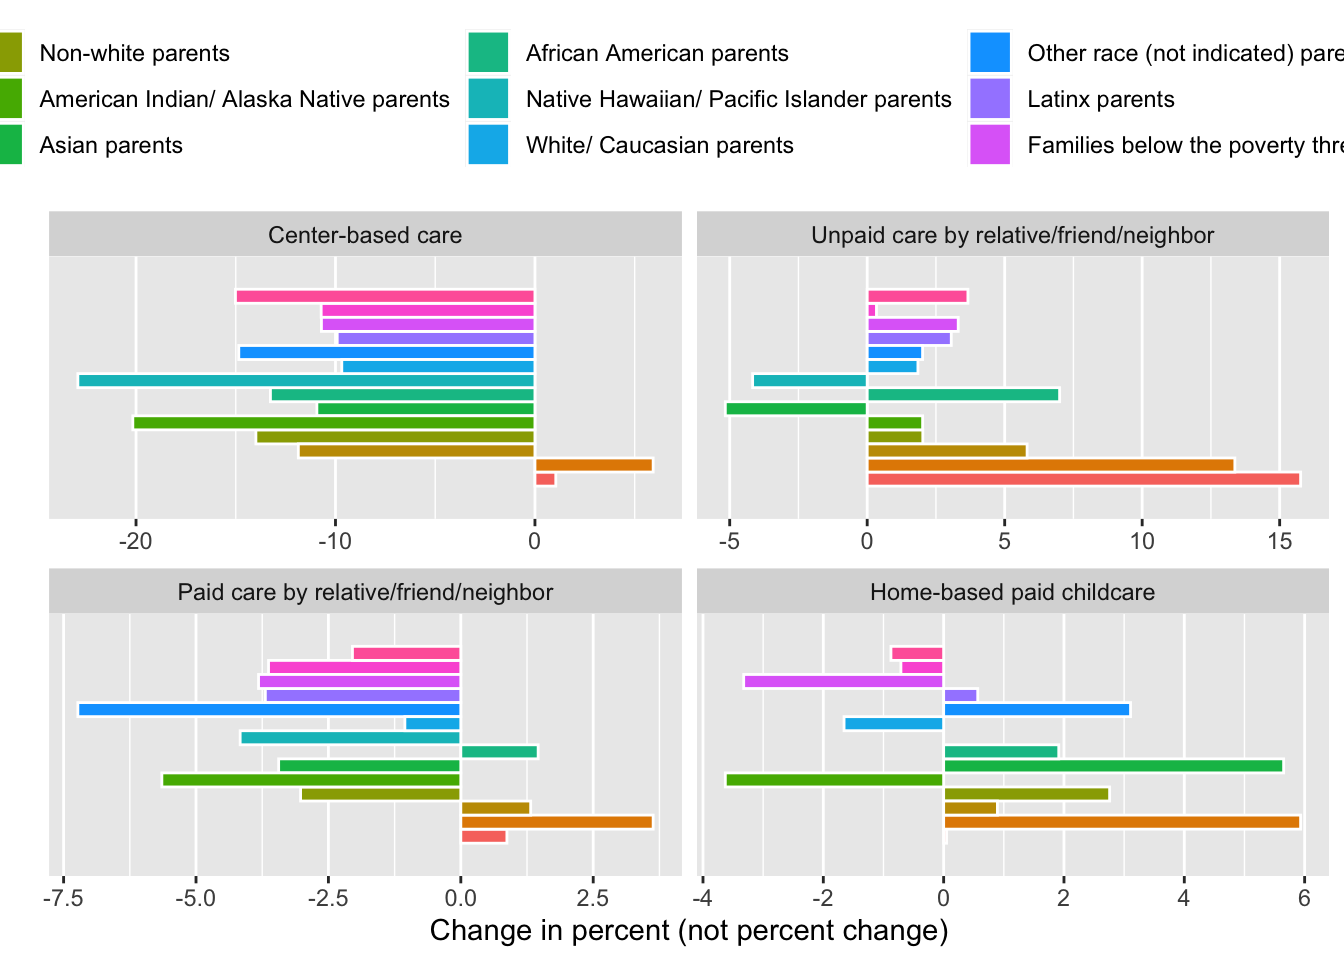 Non-white parents African American parents Other race (not indicated)
American Indian/ Alaska Native parents Native Hawaiian/ Pacific Islander parents Latinx parents
Asian parents White/ Caucasian parents Families below the poverty
Center-based care Unpaid care by relative/friend/neighbor
-20 -10 0 -5 0 5 10 15
Paid care by relative/friend/neighbor Home-based paid childcare
-7.5 -5.0 -2.5 0.0 2.5 -4 -2 0 2 4 6
Change in percent (not percent change)